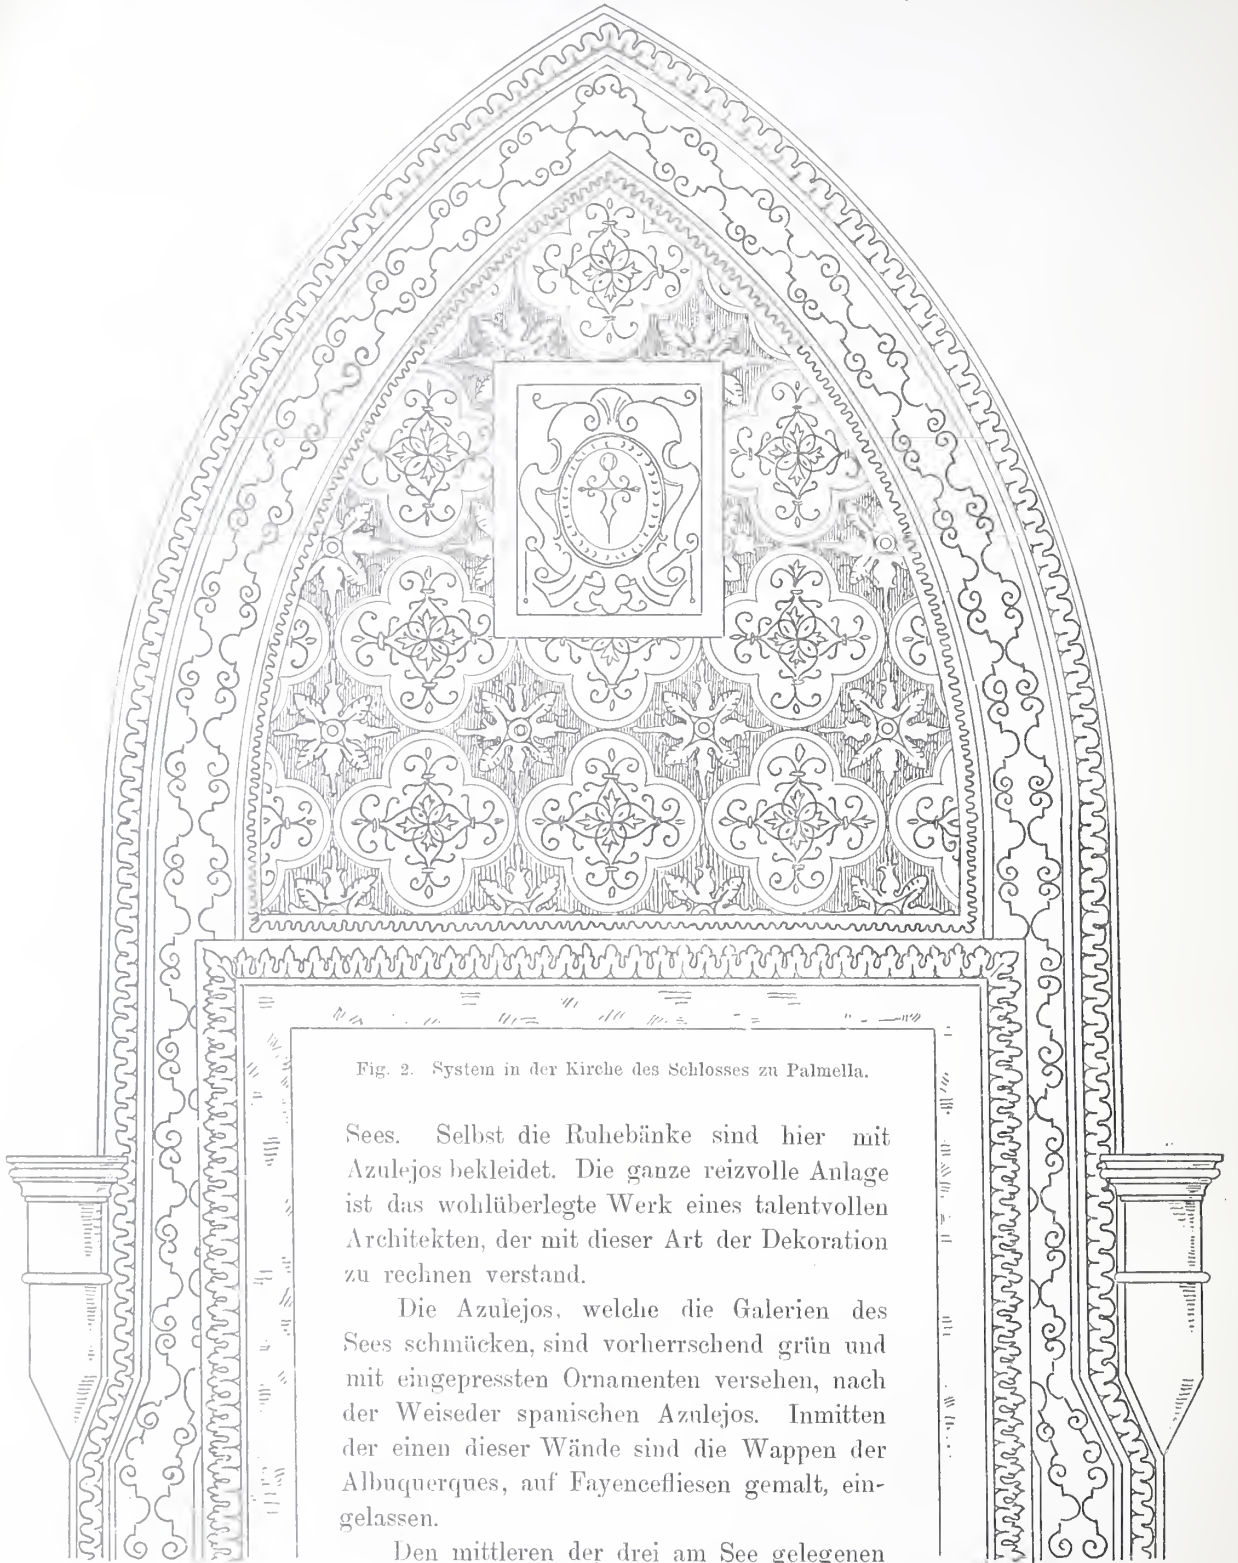 Fig. 2. System in der Kirche des Schlosses zu Palmella.
Sees. Selbst die Ruhebänke sind hier mit
Azulejos bekleidet. Die ganze reizvolle Anlage
ist das wohlüberlegte Werk eines talentvollen
Architekten, der mit dieser Art der Dekoration
zu rechnen verstand.
Die Azulejos, welche die Galerien des
Sees schmücken, sind vorherrschend grün und
mit eingepressten Ornamenten versehen, nach
der Weiseder spanischen Azulejos. Inmitten
der einen dieser Wände sind die Wappen der
Albuquerques, auf Fayencefliesen gemalt, ein-
gelassen.
Den mittleren der drei am See gelegenen